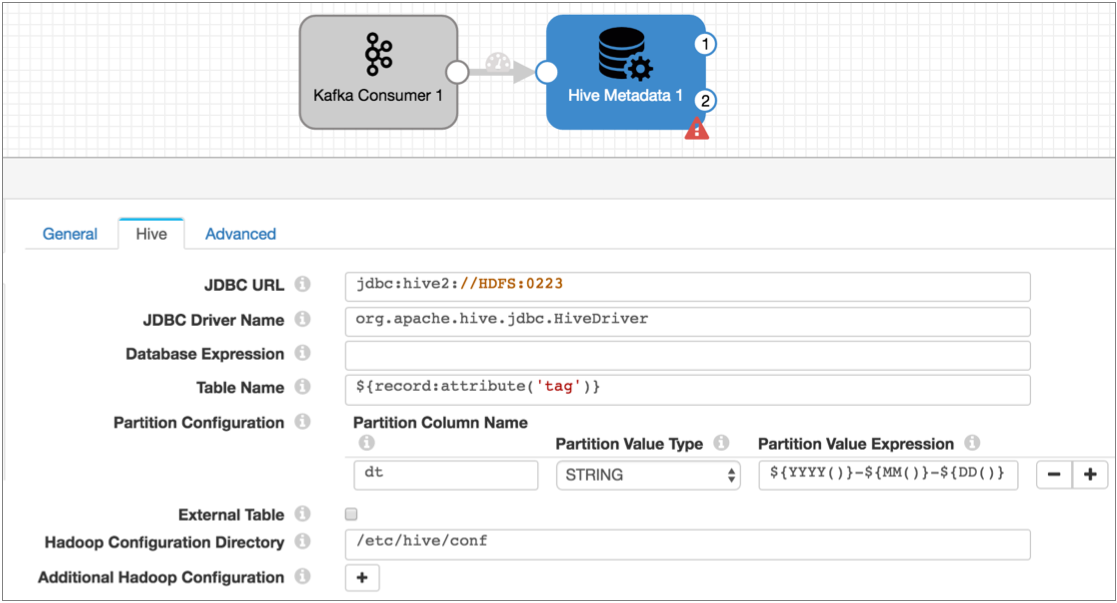 1
Kafka Consumer 1
Hive Metadata 1
2
General Hive Advanced
JDBC URL jdbc:hive2://HDFS:0223
JDBC Driver Name org.apache.hive.jdbc.HiveDriver
Database Expression
Table Name ${record:attribute('tag')}
Partition Configuration Partition Column Name
Partition Value Type Partition Value Expression
dt STRING ${YYYY()}-${MM()}-${DD()}
External Table
Hadoop Configuration Directory /etc/hive/conf
Additional Hadoop Configuration